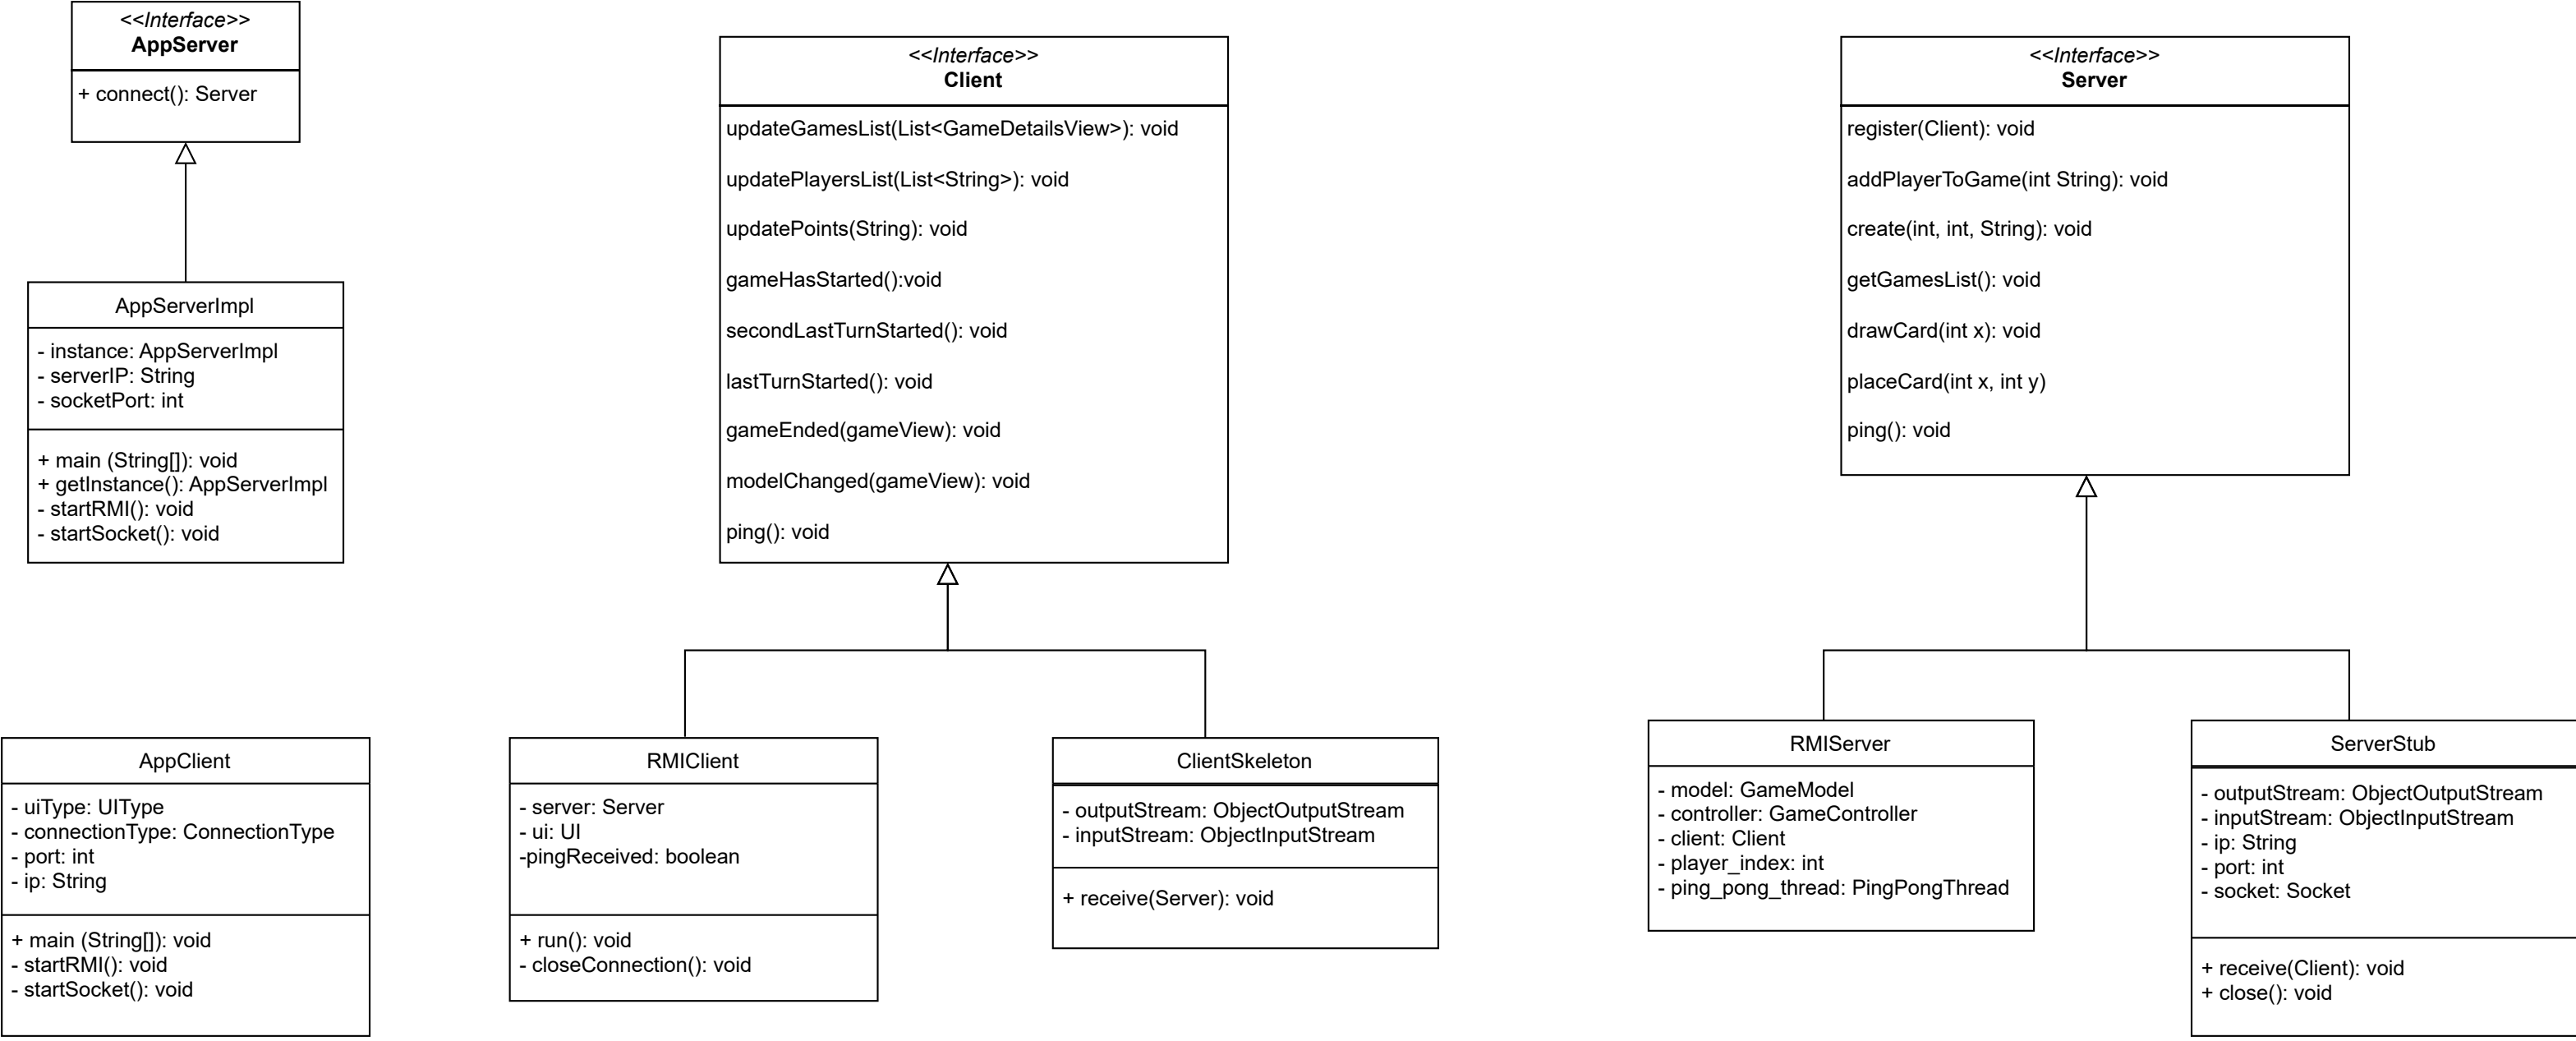 <<Interface>>
AppServer
+ connect(): Server
AppServerImpl
- instance: AppServerImpl
- serverIP: String
- socketPort: int
+ main (String[]): void
+ getInstance(): AppServerImpl
- startRMI(): void
- startSocket(): void
AppClient
- uiType: UIType
- connectionType: ConnectionType
- port: int
- ip: String
+ main (String[]): void
- startRMI(): void
- startSocket(): void
<<Interface>>
Client
updateGamesList(List<GameDetailsView>): void
updatePlayersList(List<String>): void
updatePoints(String): void
gameHasStarted():void
secondLastTurnStarted(): void
lastTurnStarted(): void
gameEnded(gameView): void
modelChanged(gameView): void
ping(): void
RMIClient
- server: Server
- ui: UI
-pingReceived: boolean
+ run(): void
- closeConnection(): void
ClientSkeleton
- outputStream: ObjectOutputStream
- inputStream: ObjectInputStream
+ receive(Server): void
<<Interface>>
Server
register(Client): void
addPlayerToGame(int String): void
create(int, int, String): void
getGamesList(): void
drawCard(int x): void
placeCard(int x, int y)
ping(): void
RMIServer
- model: GameModel
- controller: GameController
- client: Client
- player_index: int
- ping_pong_thread: PingPongThread
ServerStub
- outputStream: ObjectOutputStream
- inputStream: ObjectInputStream
- ip: String
- port: int
- socket: Socket
+ receive(Client): void
+ close(): void